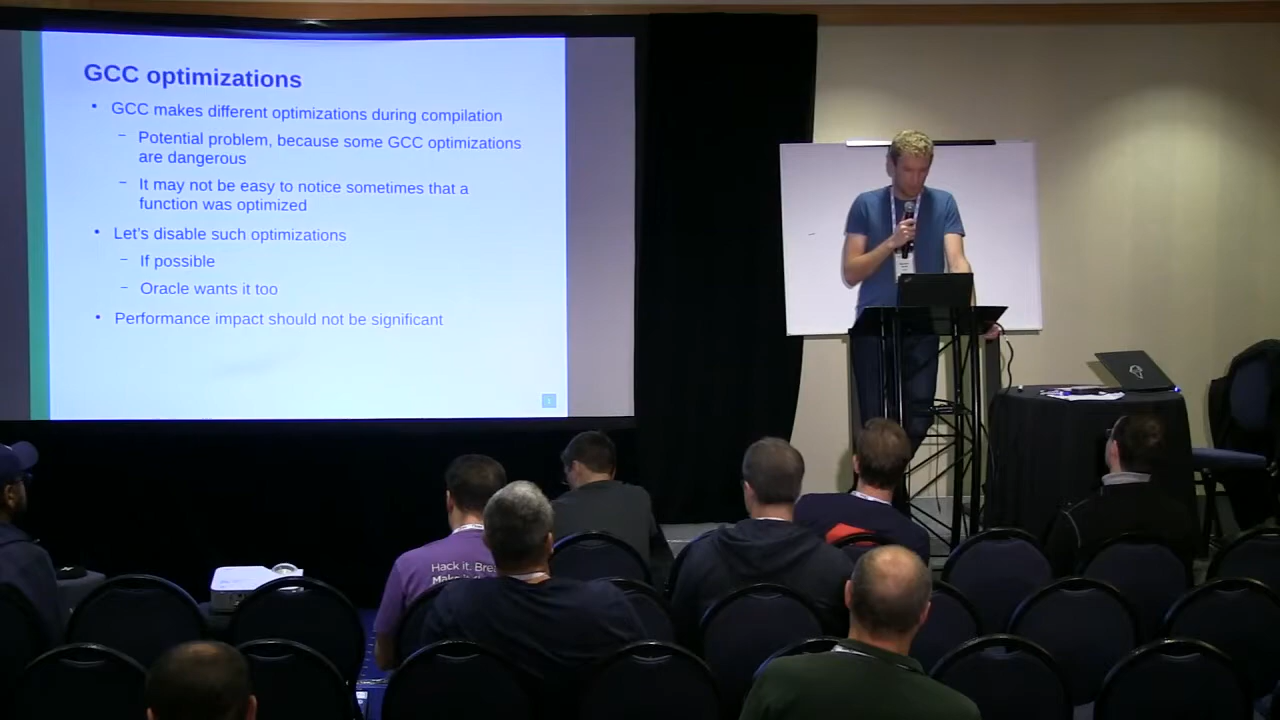 GCC optimizations
• GCC makes different optimizations during compilation
– Potential problem, because some GCC optimizations
are dangerous
– It may not be easy to notice sometimes that a
function was optimized
• Let's disable such optimizations
– If possible
– Oracle wants it too
• Performance impact should not be significant
Hack it.
Make